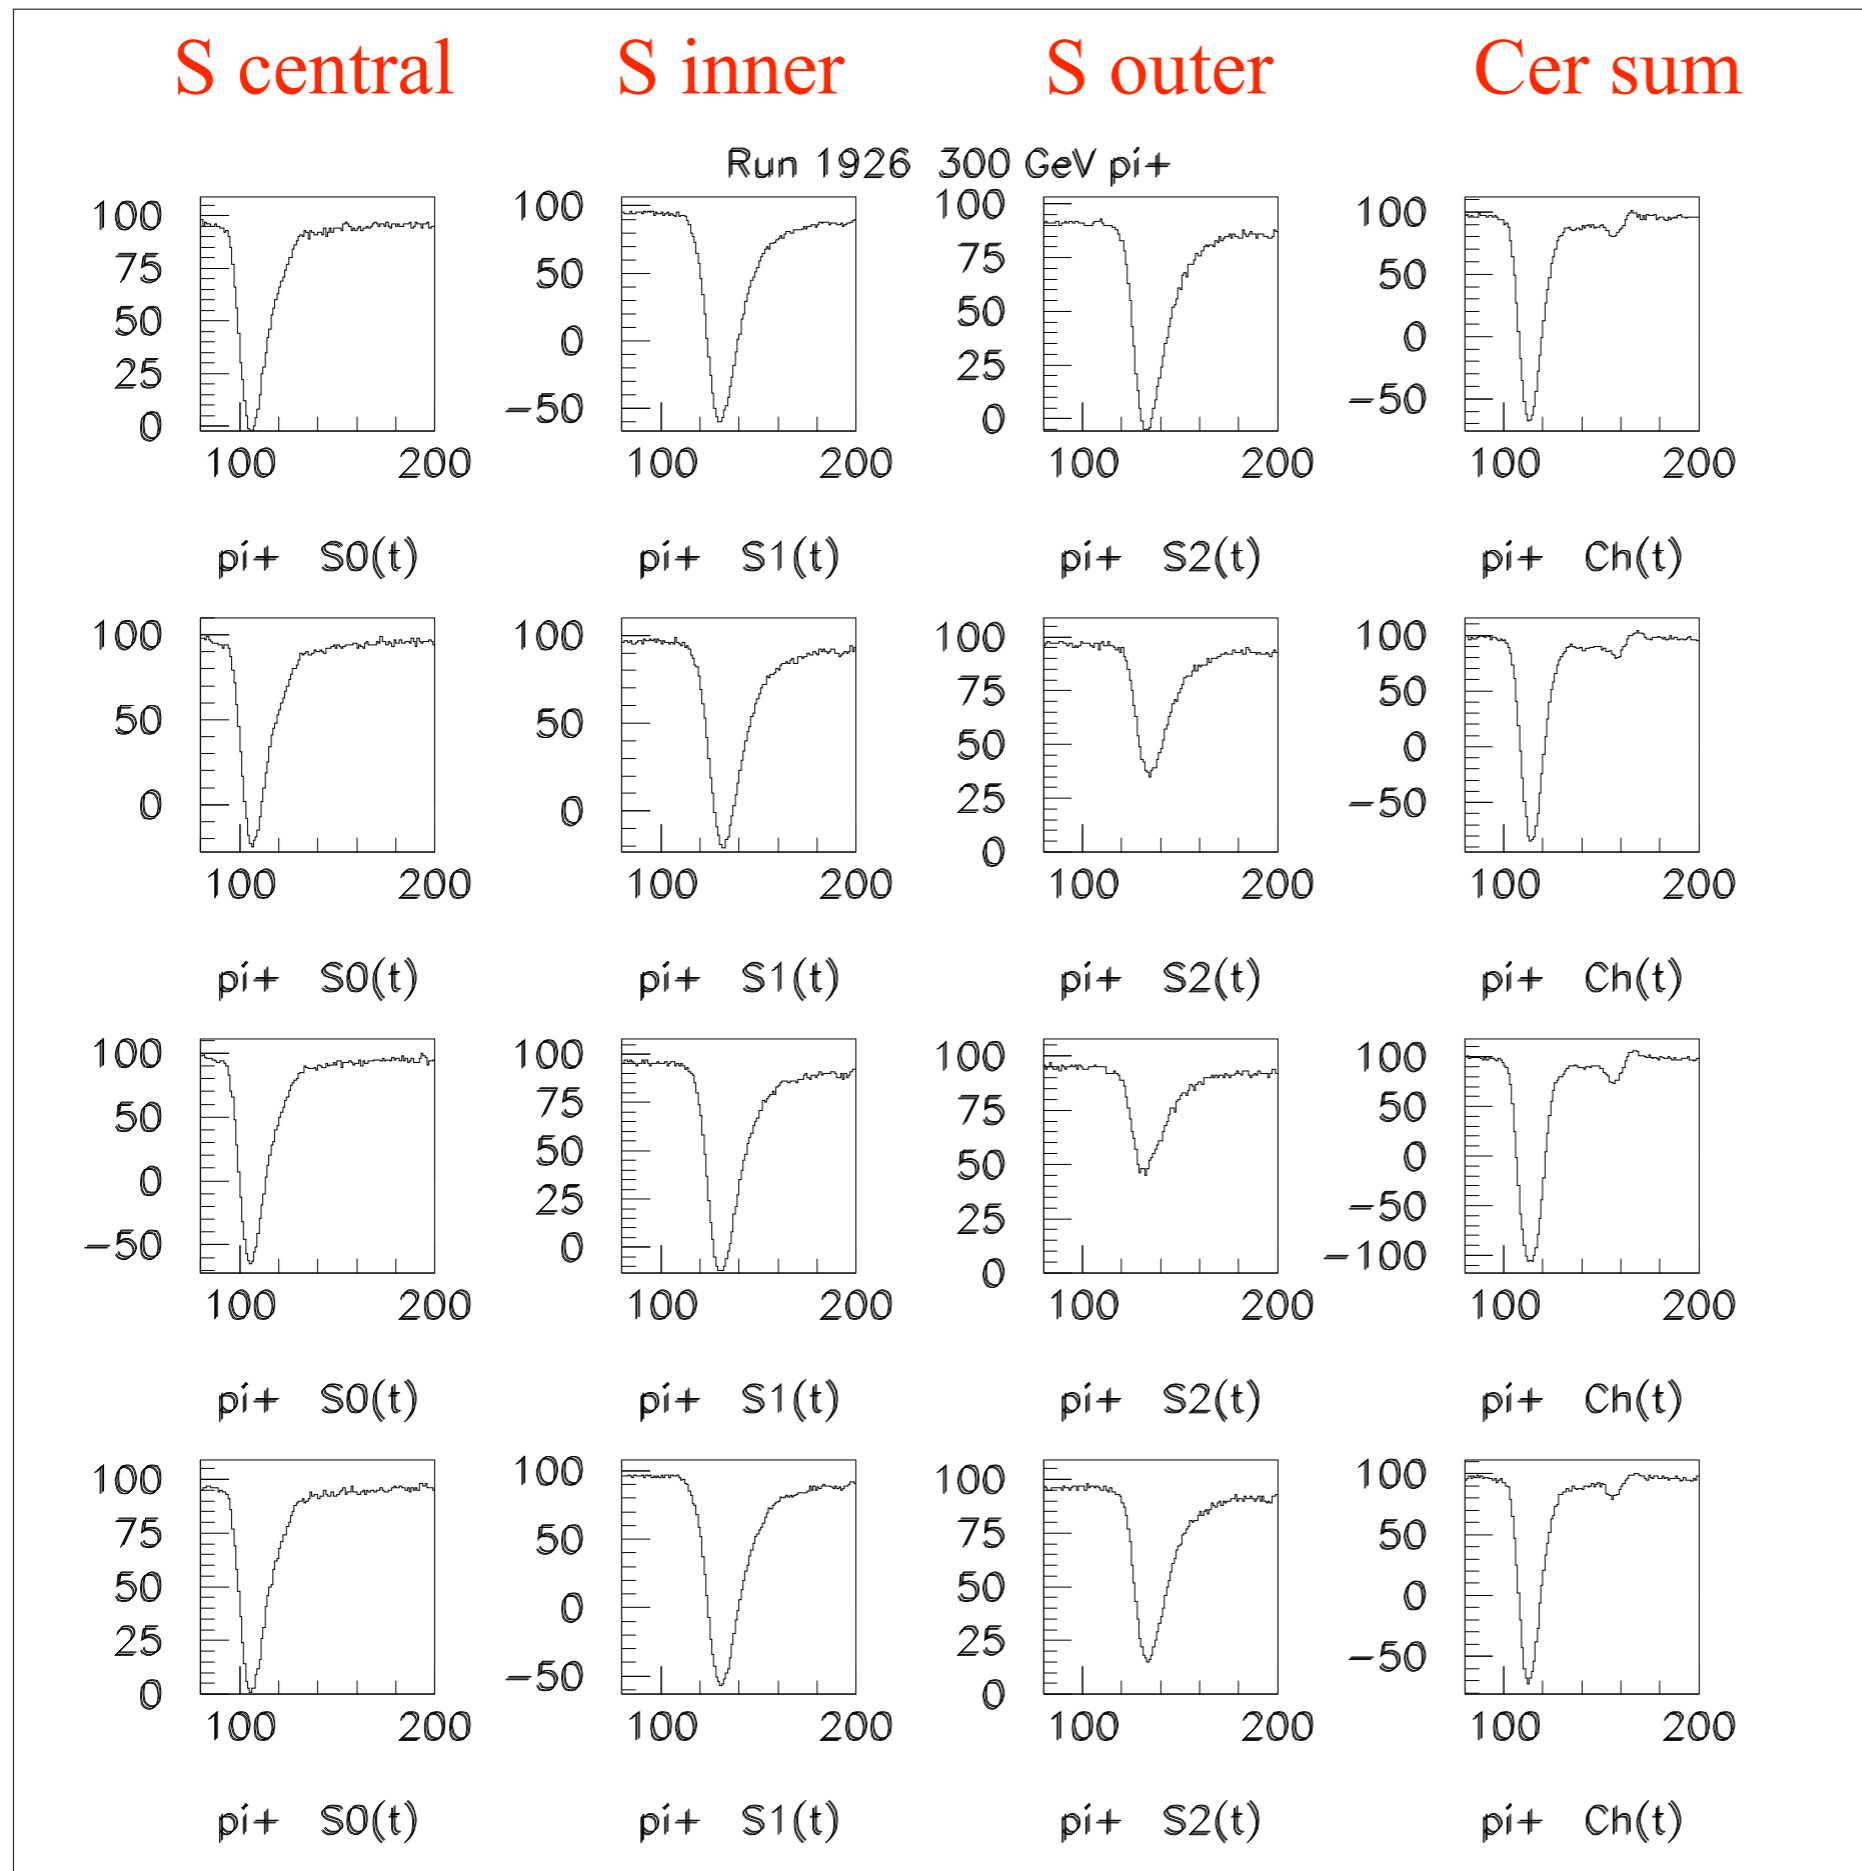 S central S inner S outer Cer sum
Run 1926 300 GeV pi+
100 100 100 100
75 50 75 50
50 0 50 0
25 -50 25 -50
0 0
100 200 100 200 100 200 100 200
pi+ S0(t) pi+ S1(t) pi+ S2(t) pi+ Ch(t)
100 100 100 100
50 50 75 50
0 0 50 0
25 -50
0
100 200 100 200 100 200 100 200
pi+ S0(t) pi+ S1(t) pi+ S2(t) pi+ Ch(t)
100 100 100 100
50 75 75 50
0 50 50 0
-50 25 25 -50
0 0 -100
100 200 100 200 100 200 100 200
pi+ S0(t) pi+ S1(t) pi+ S2(t) pi+ Ch(t)
100 100 100 100
75 50 75 50
50 0 50 0
25 -50 25 -50
0 0
100 200 100 200 100 200 100 200
pi+ S0(t) pi+ S1(t) pi+ S2(t) pi+ Ch(t)